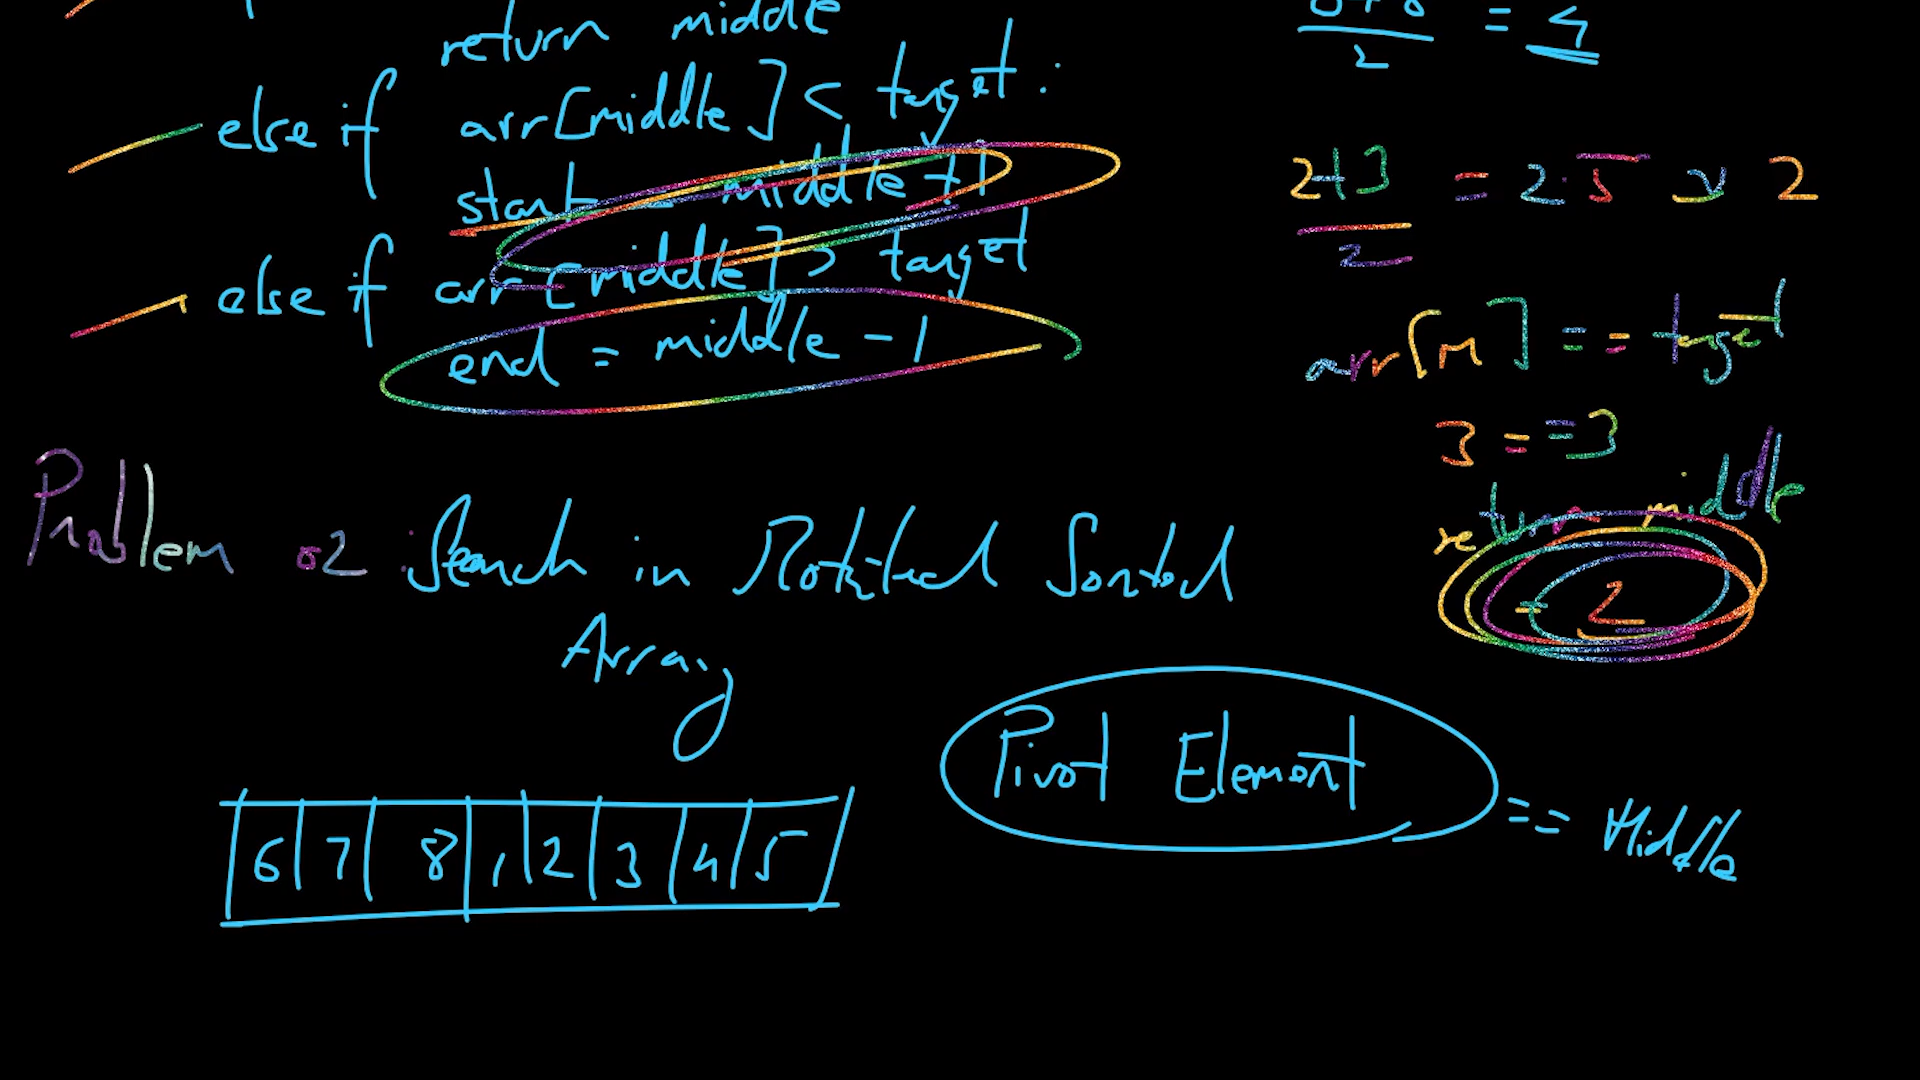 return middle
else if arr[middle] < target:
start = middle + 1
else if arr[middle] > target
end = middle - 1
2
= 4
2+3 = 2.5 ≈ 2
2
arr[m] == target
3 == 3
return middle
= 2
Problem 02: Search in Rotated Sorted
Array
Pivot Element == Middle
6 7 8 1 2 3 4 5